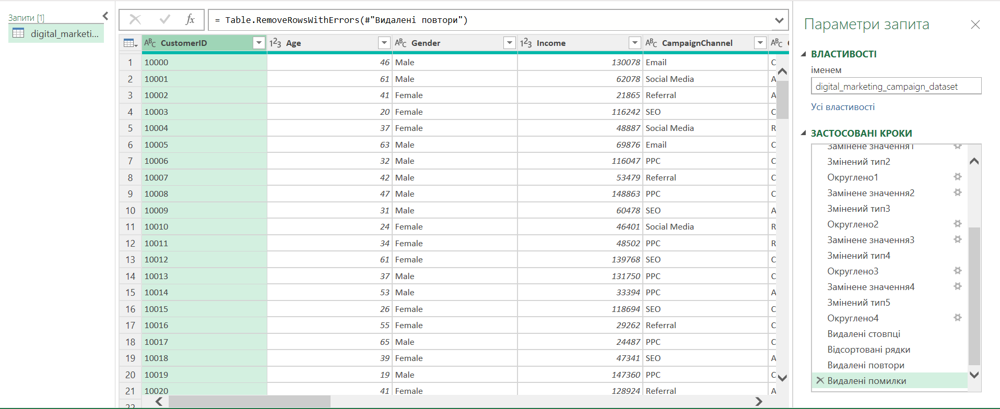 Запити [1]
digital_marketi...
fx
= Table.RemoveRowsWithErrors(#"Видалені повтори")
ABC CustomerID 123 Age ABC Gender 123 Income ABC CampaignChannel ABC
1 10000 46 Male 130078 Email C
2 10001 61 Male 62078 Social Media A
3 10002 41 Female 21865 Referral A
4 10003 20 Female 116242 SEO C
5 10004 37 Female 48887 Social Media R
6 10005 63 Male 69876 Email C
7 10006 32 Male 116047 PPC C
8 10007 42 Male 53479 Referral C
9 10008 47 Male 148863 PPC C
10 10009 31 Male 60478 SEO A
11 10010 24 Female 46401 Social Media R
12 10011 34 Female 48502 PPC R
13 10012 61 Female 139768 SEO C
14 10013 37 Male 131750 PPC C
15 10014 53 Male 33394 PPC A
16 10015 26 Female 118694 SEO C
17 10016 55 Female 29262 Referral C
18 10017 65 Male 24487 PPC C
19 10018 39 Female 47341 SEO A
20 10019 19 Male 147360 PPC C
21 10020 41 Female 128924 Referral A
22
Параметри запита
ВЛАСТИВОСТІ
іменем
digital_marketing_campaign_dataset
Усі властивості
ЗАСТОСОВАНІ КРОКИ
Замінене значення1
Змінений тип2
Округлено1
Замінене значення2
Змінений тип3
Округлено2
Замінене значення3
Змінений тип4
Округлено3
Замінене значення4
Змінений тип5
Округлено4
Видалені стовпці
Відсортовані рядки
Видалені повтори
Видалені помилки